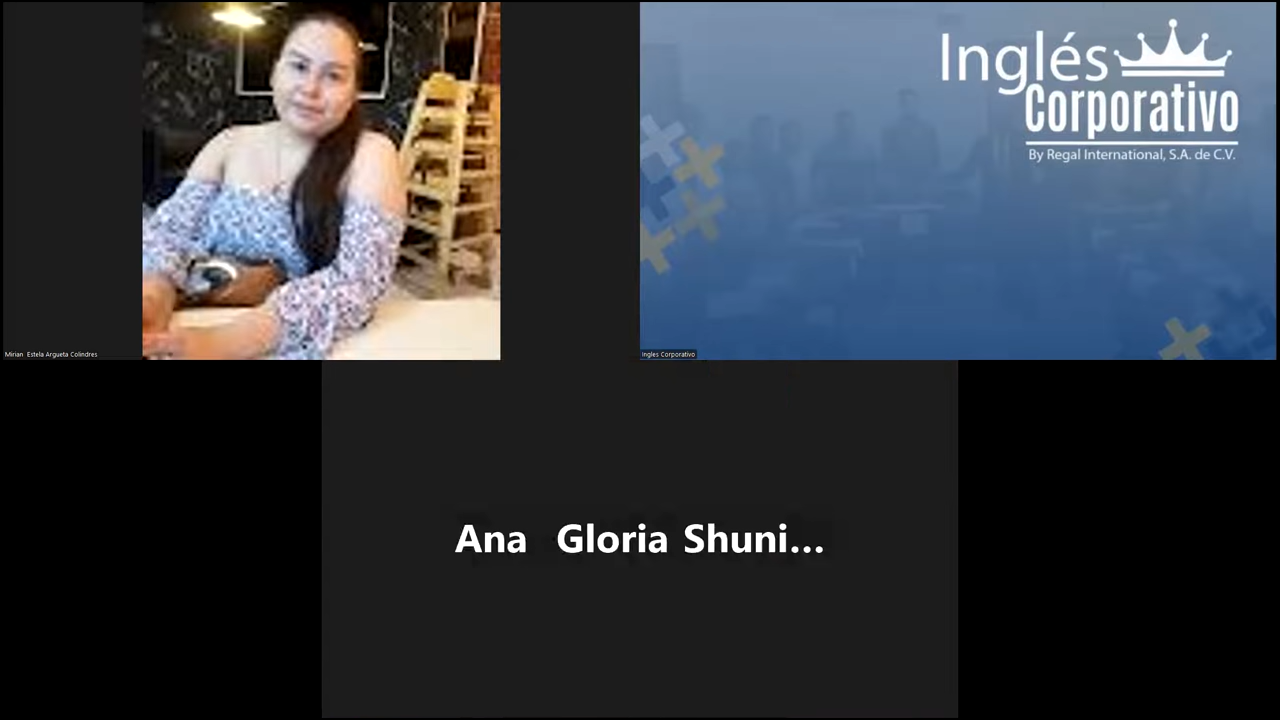 Inglés
Corporativo
By Regal International, S.A. de C.V.
Mirian Estela Argueta Colindres
Ingles Corporativo
Ana Gloria Shuni...